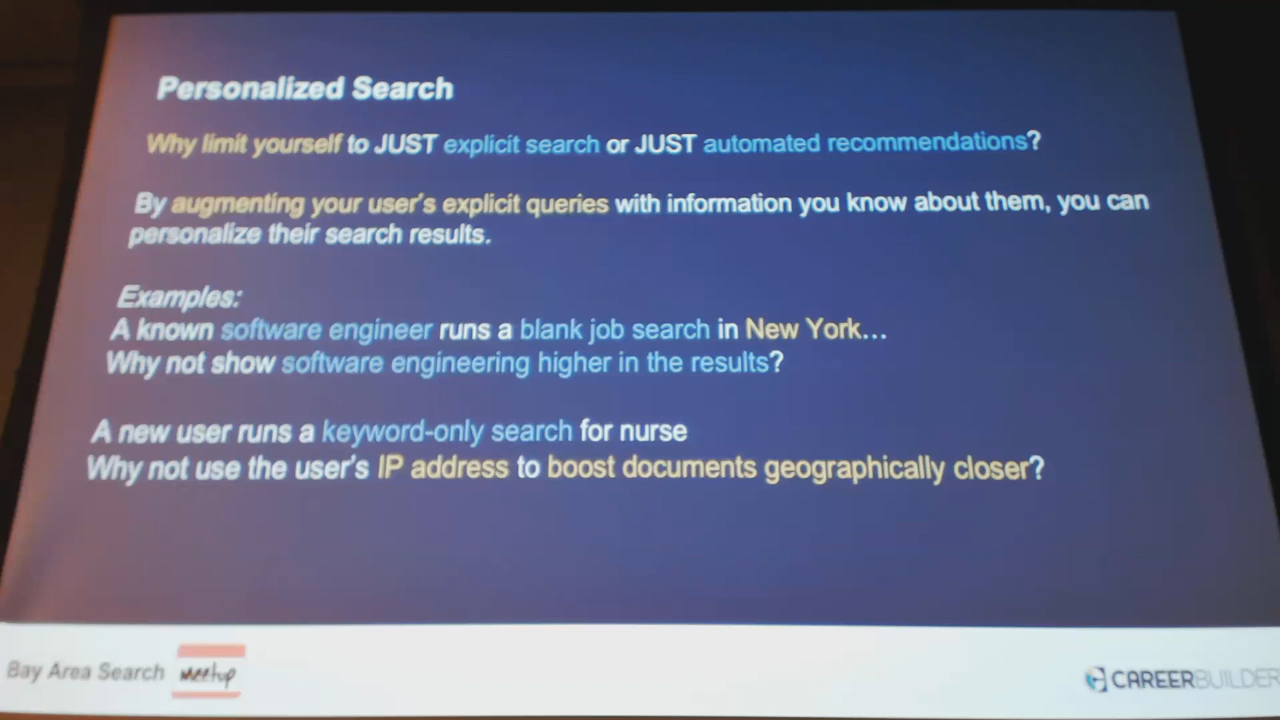 Personalized Search
Why limit yourself to JUST explicit search or JUST automated recommendations?
By augmenting your user's explicit queries with information you know about them, you can
personalize their search results.
Examples:
A known software engineer runs a blank job search in New York...
Why not show software engineering higher in the results?
A new user runs a keyword-only search for nurse
Why not use the user's IP address to boost documents geographically closer?
Bay Area Search Meetup
CAREERBUILDER